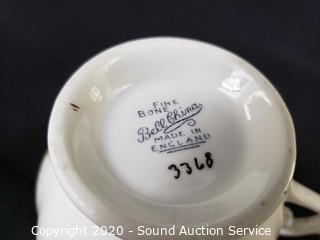 FINE
BONE
Bell China
MADE IN
ENGLAND
3368
Copyright 2020 - Sound Auction Service